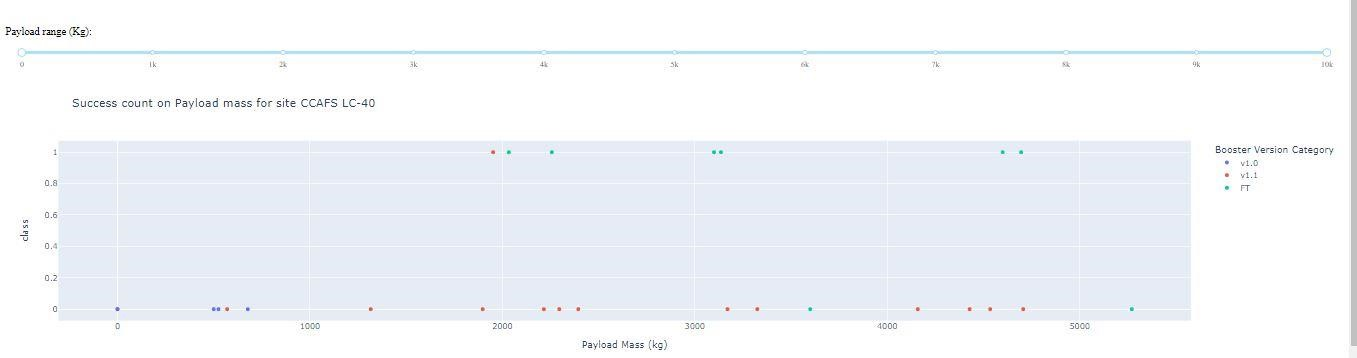 Payload range (Kg):
0 1k 2k 3k 4k 5k 6k 7k 8k 9k 10k
Success count on Payload mass for site CCAFS LC-40
Booster Version Category
v1.0
v1.1
FT
class
1
0.8
0.6
0.4
0.2
0
0 1000 2000 3000 4000 5000
Payload Mass (kg)